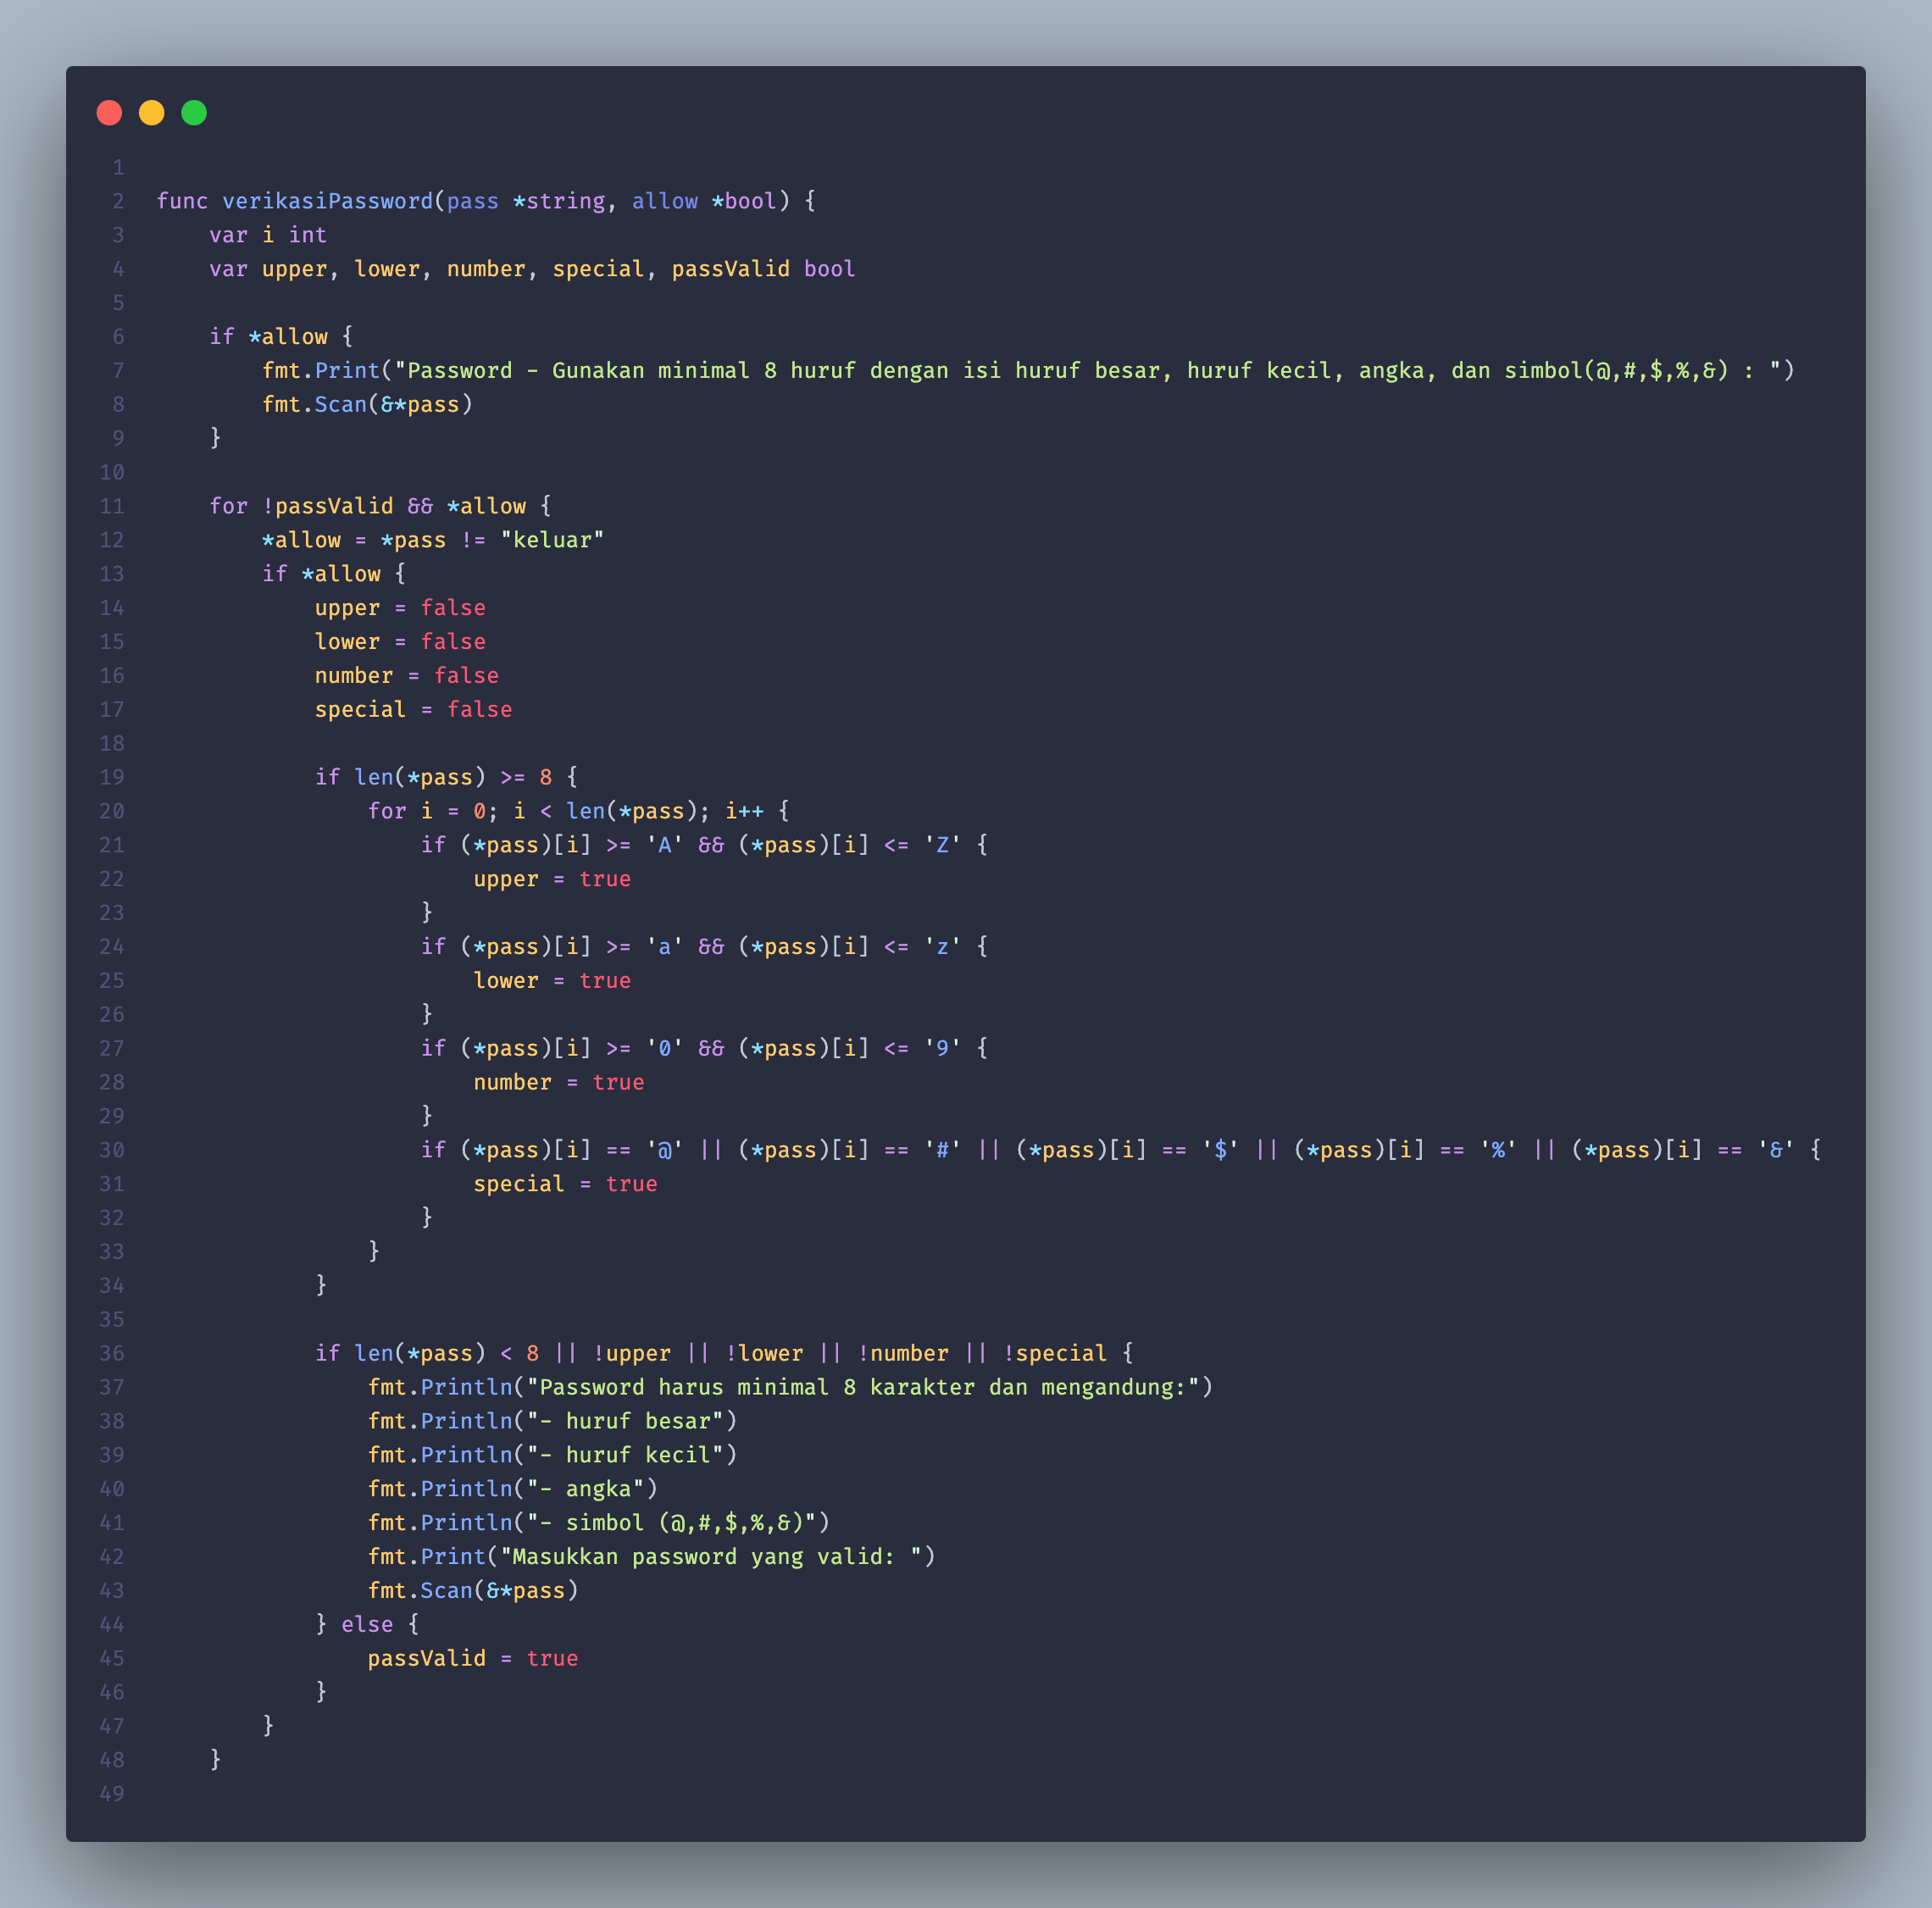 1
2 func verikasiPassword(pass *string, allow *bool) {
3     var i int
4     var upper, lower, number, special, passValid bool
5
6     if *allow {
7         fmt.Print("Password - Gunakan minimal 8 huruf dengan isi huruf besar, huruf kecil, angka, dan simbol(@,#,$,%,&) : ")
8         fmt.Scan(&*pass)
9     }
10
11     for !passValid && *allow {
12         *allow = *pass != "keluar"
13         if *allow {
14             upper = false
15             lower = false
16             number = false
17             special = false
18
19             if len(*pass) >= 8 {
20                 for i = 0; i < len(*pass); i++ {
21                     if (*pass)[i] >= 'A' && (*pass)[i] <= 'Z' {
22                         upper = true
23                     }
24                     if (*pass)[i] >= 'a' && (*pass)[i] <= 'z' {
25                         lower = true
26                     }
27                     if (*pass)[i] >= '0' && (*pass)[i] <= '9' {
28                         number = true
29                     }
30                     if (*pass)[i] == '@' || (*pass)[i] == '#' || (*pass)[i] == '$' || (*pass)[i] == '%' || (*pass)[i] == '&' {
31                         special = true
32                     }
33                 }
34             }
35
36             if len(*pass) < 8 || !upper || !lower || !number || !special {
37                 fmt.Println("Password harus minimal 8 karakter dan mengandung:")
38                 fmt.Println("- huruf besar")
39                 fmt.Println("- huruf kecil")
40                 fmt.Println("- angka")
41                 fmt.Println("- simbol (@,#,$,%,&)")
42                 fmt.Print("Masukkan password yang valid: ")
43                 fmt.Scan(&*pass)
44             } else {
45                 passValid = true
46             }
47         }
48     }
49